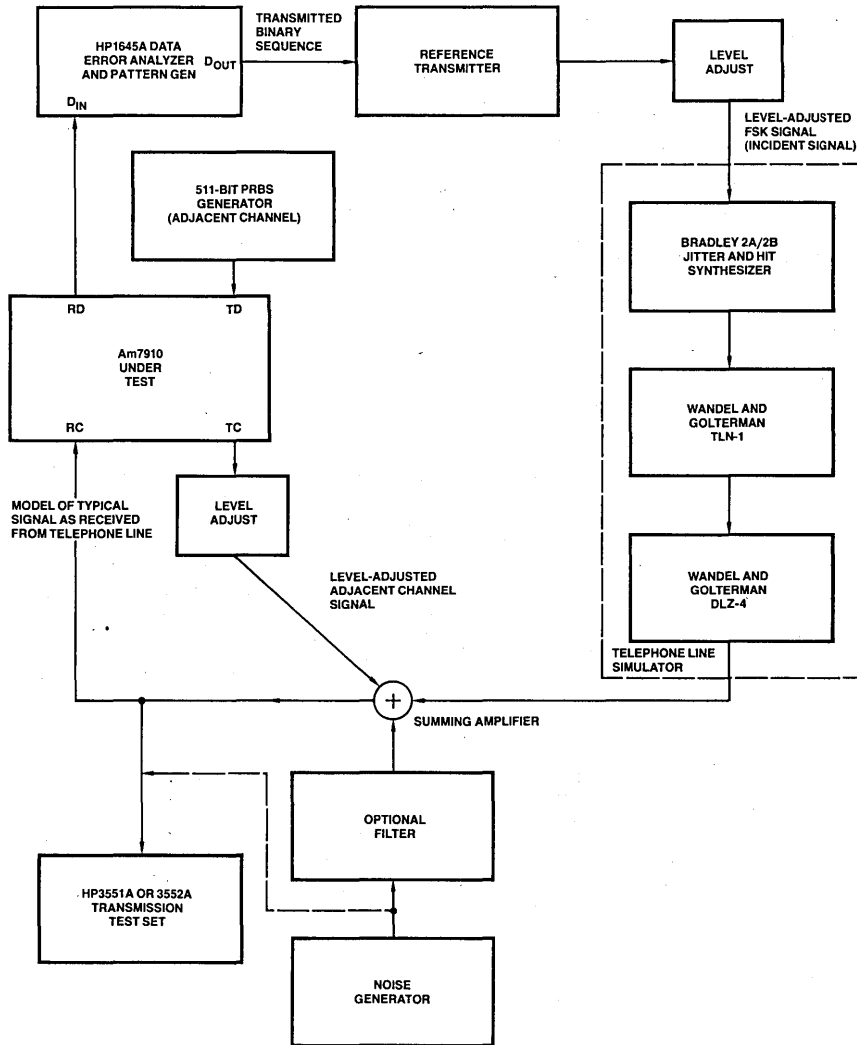 HP1645A DATA
ERROR ANALYZER
AND PATTERN GEN
DOUT
DIN
TRANSMITTED
BINARY
SEQUENCE
REFERENCE
TRANSMITTER
LEVEL
ADJUST
LEVEL-ADJUSTED
FSK SIGNAL
(INCIDENT SIGNAL)
511-BIT PRBS
GENERATOR
(ADJACENT CHANNEL)
BRADLEY 2A/2B
JITTER AND HIT
SYNTHESIZER
RD
TD
Am7910
UNDER
TEST
RC
TC
WANDEL AND
GOLTERMAN
TLN-1
MODEL OF TYPICAL
SIGNAL AS RECEIVED
FROM TELEPHONE LINE
LEVEL
ADJUST
LEVEL-ADJUSTED
ADJACENT CHANNEL
SIGNAL
WANDEL AND
GOLTERMAN
DLZ-4
TELEPHONE LINE
SIMULATOR
+
SUMMING AMPLIFIER
OPTIONAL
FILTER
HP3551A OR 3552A
TRANSMISSION
TEST SET
NOISE
GENERATOR